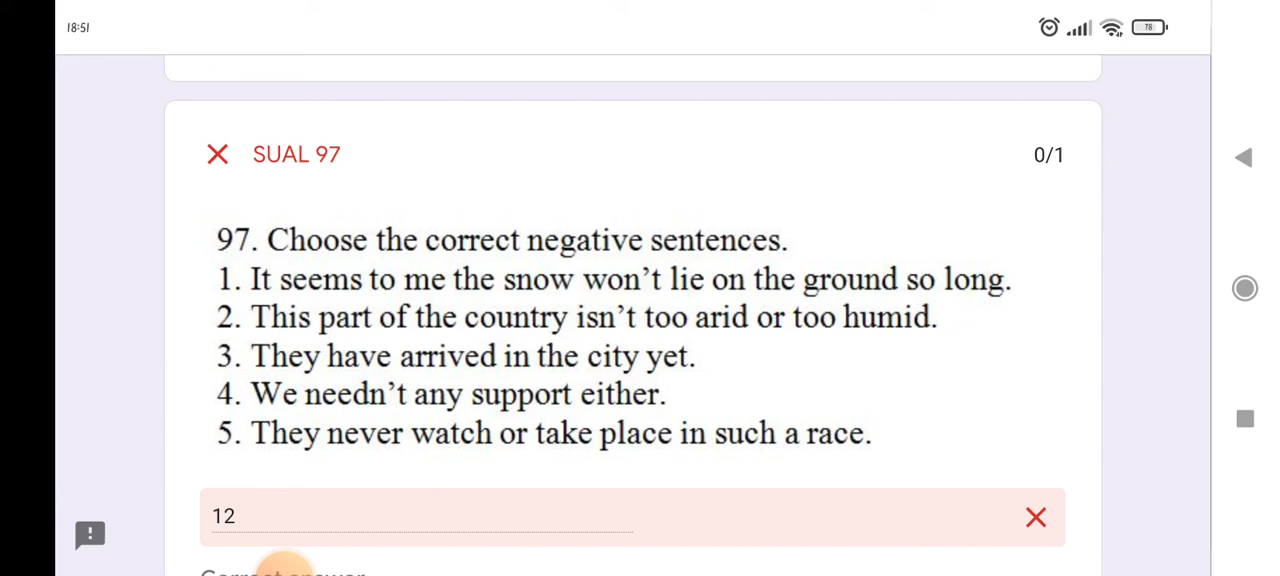 18:51
78
SUAL 97
0/1
97. Choose the correct negative sentences.
1. It seems to me the snow won't lie on the ground so long.
2. This part of the country isn't too arid or too humid.
3. They have arrived in the city yet.
4. We needn't any support either.
5. They never watch or take place in such a race.
12
Correct answer